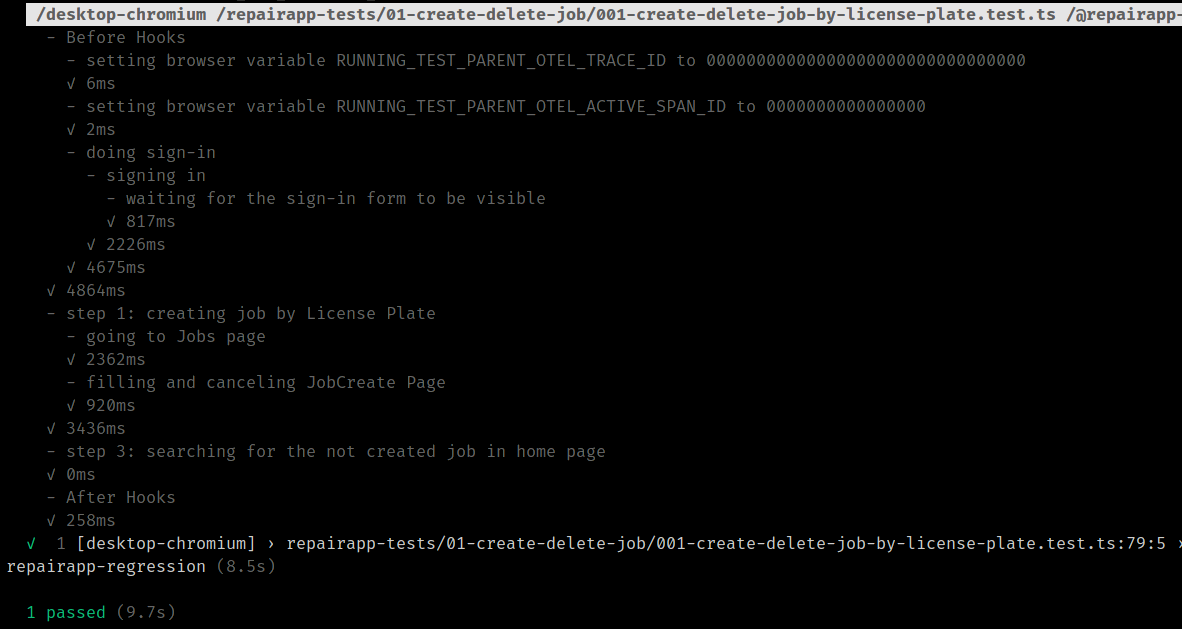 /desktop-chromium /repairapp-tests/01-create-delete-job/001-create-delete-job-by-license-plate.test.ts /@repairapp-
- Before Hooks
- setting browser variable RUNNING_TEST_PARENT_OTEL_TRACE_ID to 00000000000000000000000000000000
√ 6ms
- setting browser variable RUNNING_TEST_PARENT_OTEL_ACTIVE_SPAN_ID to 0000000000000000
√ 2ms
- doing sign-in
- signing in
- waiting for the sign-in form to be visible
√ 817ms
√ 2226ms
√ 4675ms
√ 4864ms
- step 1: creating job by License Plate
- going to Jobs page
√ 2362ms
- filling and canceling JobCreate Page
√ 920ms
√ 3436ms
- step 3: searching for the not created job in home page
√ 0ms
- After Hooks
√ 258ms
√ 1 [desktop-chromium] › repairapp-tests/01-create-delete-job/001-create-delete-job-by-license-plate.test.ts:79:5 ›
repairapp-regression (8.5s)
1 passed (9.7s)